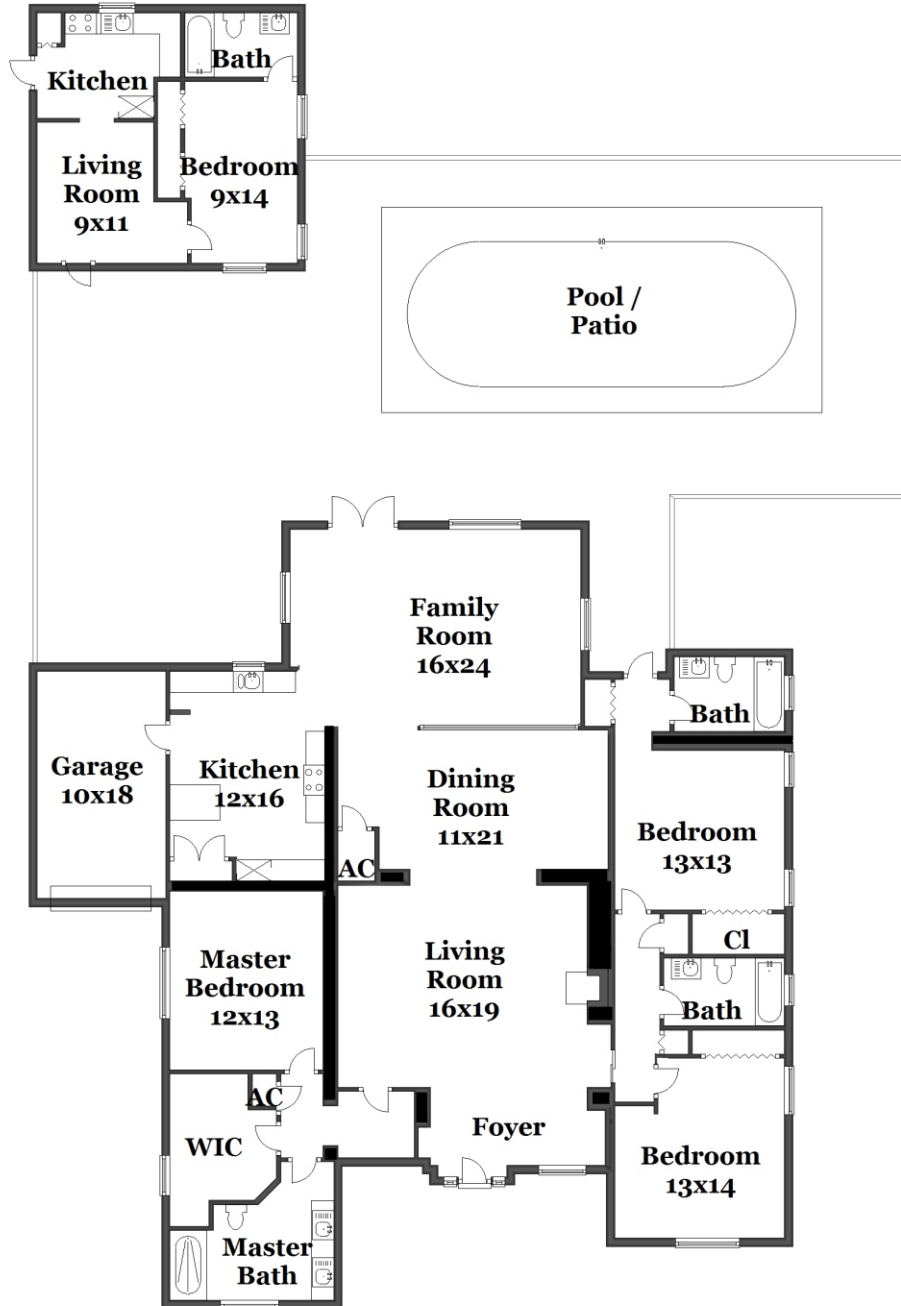 Kitchen
Bath
Living
Room
9x11
Bedroom
9x14
Pool /
Patio
Family
Room
16x24
Bath
Garage
10x18
Kitchen
12x16
Dining
Room
11x21
AC
Bedroom
13x13
Cl
Master
Bedroom
12x13
Living
Room
16x19
Bath
AC
WIC
Foyer
Bedroom
13x14
Master
Bath